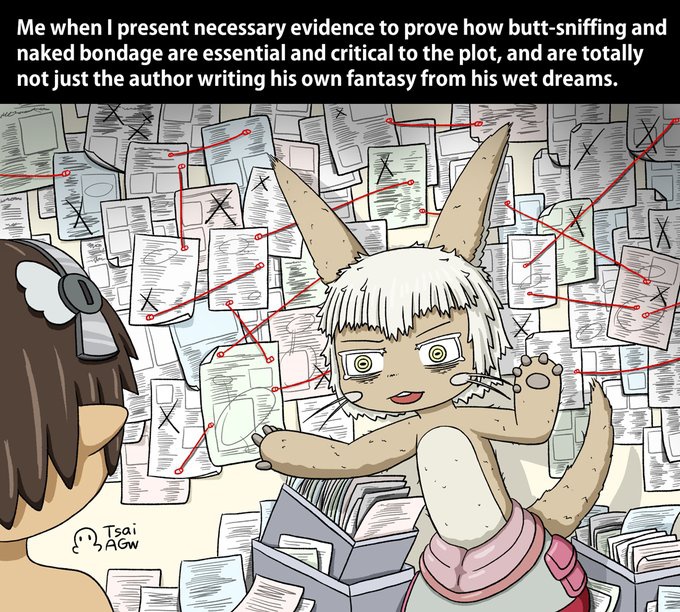 Me when I present necessary evidence to prove how butt-sniffing and
naked bondage are essential and critical to the plot, and are totally
not just the author writing his own fantasy from his wet dreams.
Tsai
AGW